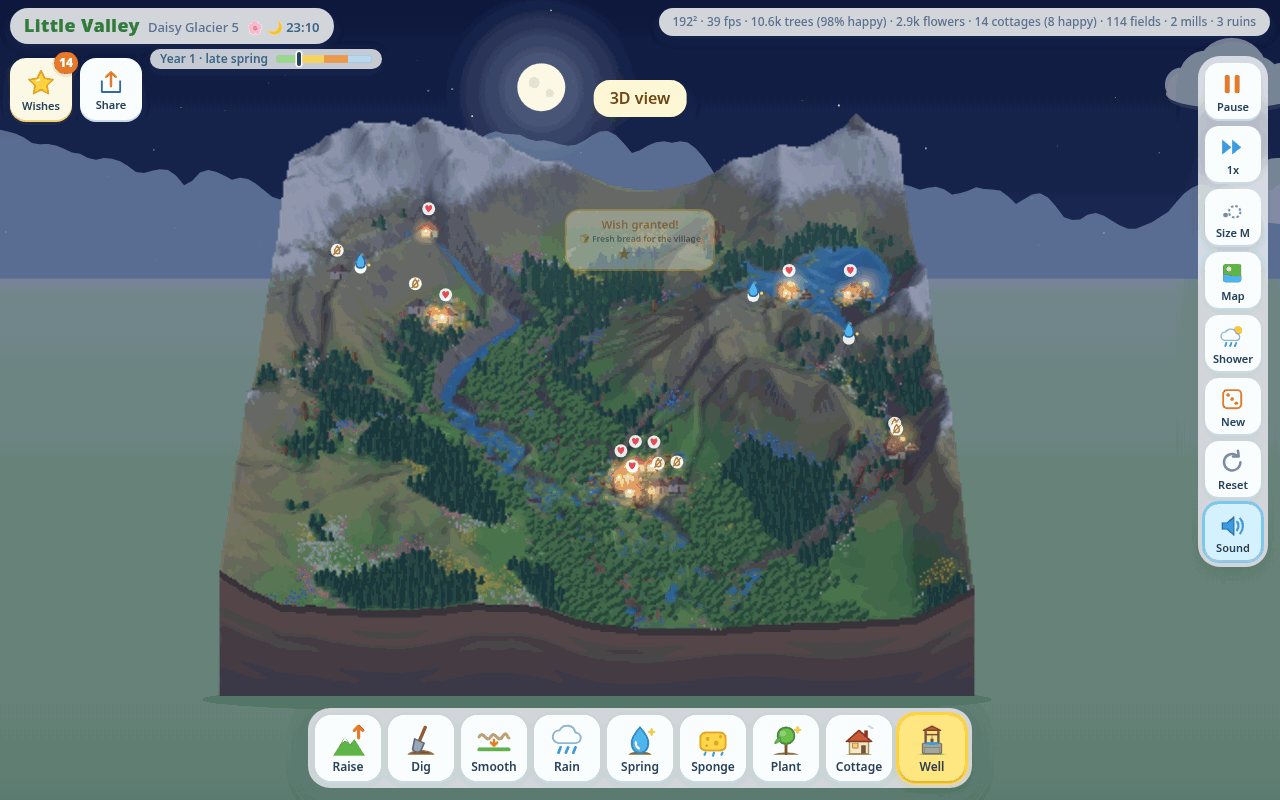 Little Valley Daisy Glacier 5 23:10
192² · 39 fps · 10.6k trees (98% happy) · 2.9k flowers · 14 cottages (8 happy) · 114 fields · 2 mills · 3 ruins
Year 1 · late spring
14
Wishes
Share
3D view
Wish granted!
Fresh bread for the village
Pause
1x
Size M
Map
Shower
New
Reset
Sound
Raise
Dig
Smooth
Rain
Spring
Sponge
Plant
Cottage
Well